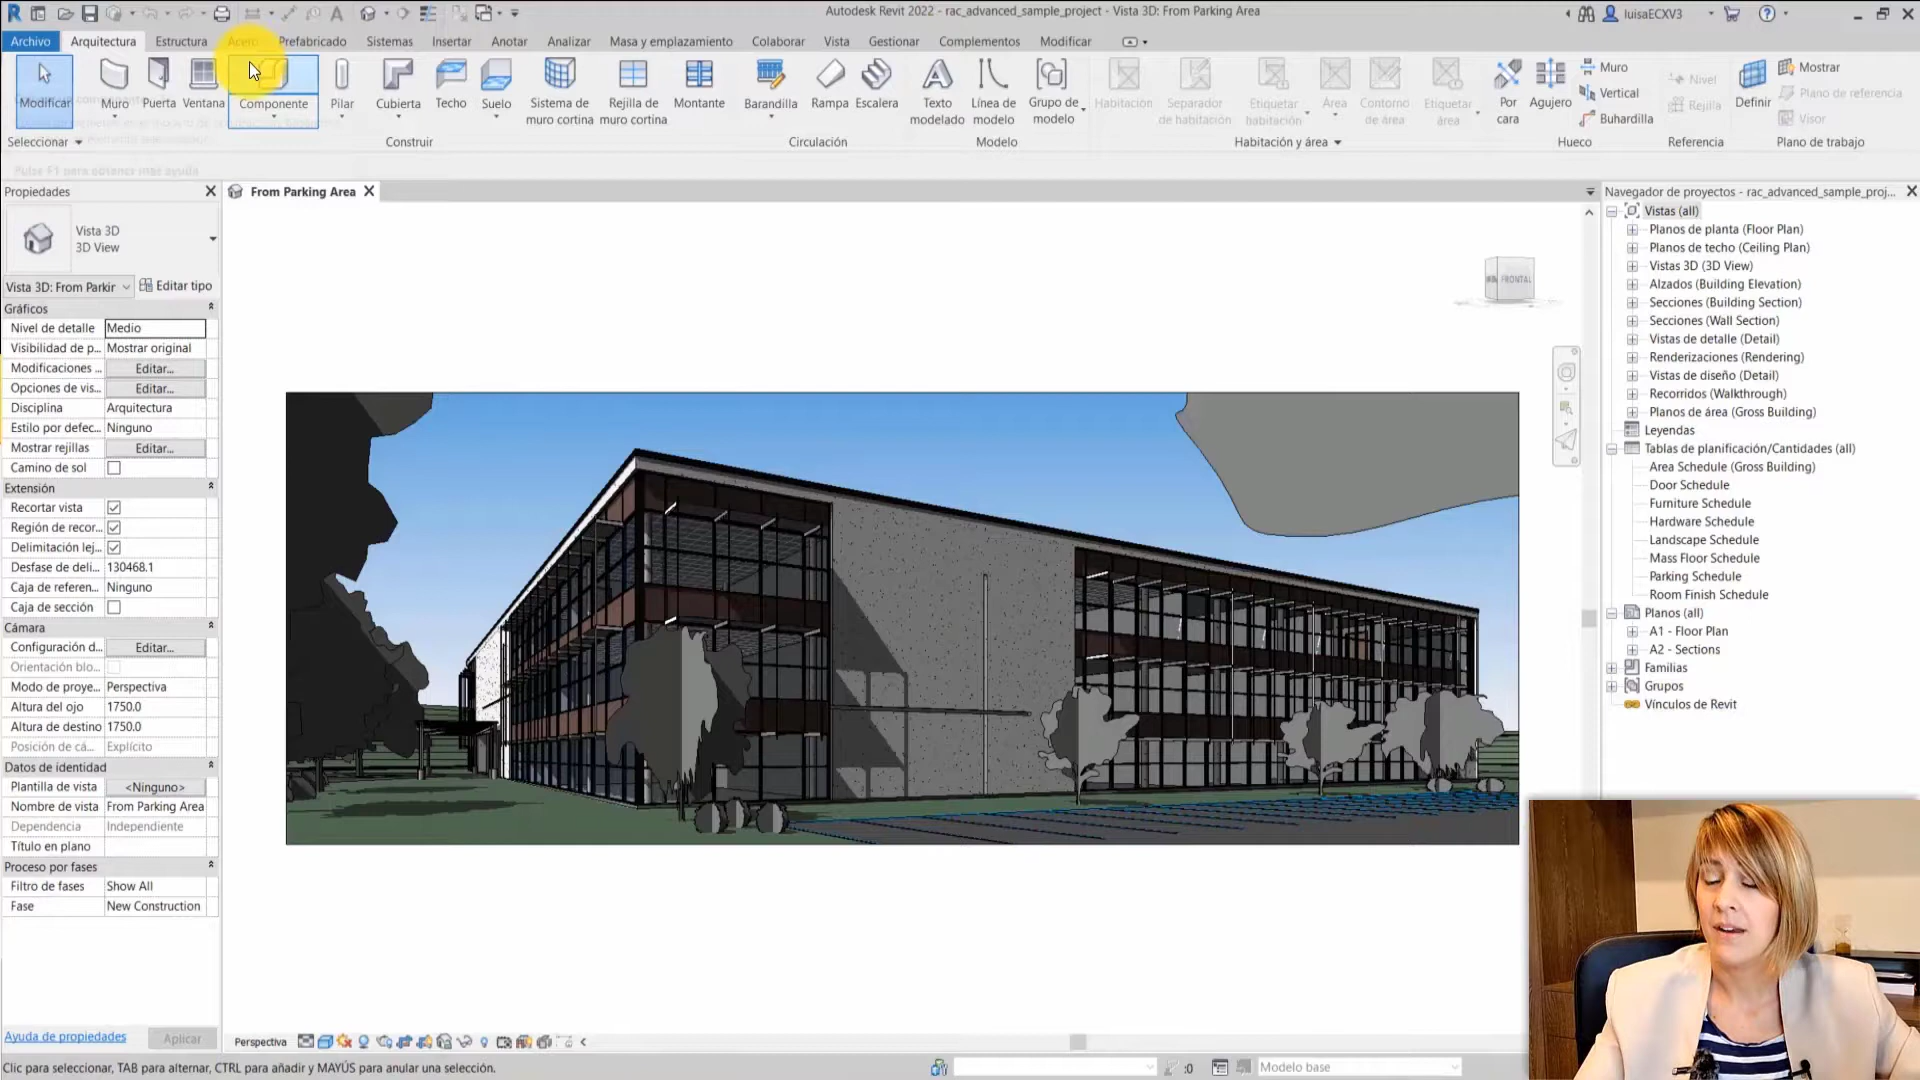 Autodesk Revit 2022 - rac_advanced_sample_project - Vista 3D: From Parking Area
luisaECXV3
Archivo Arquitectura Estructura Acero Prefabricado Sistemas Insertar Anotar Analizar Masa y emplazamiento Colaborar Vista Gestionar Complementos Modificar
Modificar
Muro
Puerta
Ventana
Componente
Pilar
Cubierta
Techo
Suelo
Sistema de
muro cortina
Rejilla de
muro cortina
Montante
Barandilla
Rampa
Escalera
Texto
modelado
Línea de
modelo
Grupo de
modelo
Habitación
Separador
de habitación
Etiquetar
habitación
Área
Contorno
de área
Etiquetar
área
Por
cara
Agujero
Muro
Vertical
Buhardilla
Nivel
Rejilla
Definir
Mostrar
Plano de referencia
Visor
Seleccionar
Construir
Circulación
Modelo
Habitación y área
Hueco
Referencia
Plano de trabajo
Pulse F1 para obtener más ayuda
Propiedades
Vista 3D
3D View
Vista 3D: From Parkir
Editar tipo
Gráficos
Nivel de detalle Medio
Visibilidad de p... Mostrar original
Modificaciones ... Editar...
Opciones de vis... Editar...
Disciplina Arquitectura
Estilo por defec... Ninguno
Mostrar rejillas Editar...
Camino de sol
Extensión
Recortar vista
Región de recor...
Delimitación lej...
Desfase de deli... 130468.1
Caja de referen... Ninguno
Caja de sección
Cámara
Configuración d... Editar...
Orientación blo...
Modo de proye... Perspectiva
Altura del ojo 1750.0
Altura de destino 1750.0
Posición de cá... Explícito
Datos de identidad
Plantilla de vista <Ninguno>
Nombre de vista From Parking Area
Dependencia Independiente
Título en plano
Proceso por fases
Filtro de fases Show All
Fase New Construction
Ayuda de propiedades
Aplicar
From Parking Area
FRONTAL
Navegador de proyectos - rac_advanced_sample_proj...
Vistas (all)
Planos de planta (Floor Plan)
Planos de techo (Ceiling Plan)
Vistas 3D (3D View)
Alzados (Building Elevation)
Secciones (Building Section)
Secciones (Wall Section)
Vistas de detalle (Detail)
Renderizaciones (Rendering)
Vistas de diseño (Detail)
Recorridos (Walkthrough)
Planos de área (Gross Building)
Leyendas
Tablas de planificación/Cantidades (all)
Area Schedule (Gross Building)
Door Schedule
Furniture Schedule
Hardware Schedule
Landscape Schedule
Mass Floor Schedule
Parking Schedule
Room Finish Schedule
Planos (all)
A1 - Floor Plan
A2 - Sections
Familias
Grupos
Vínculos de Revit
Perspectiva
Clic para seleccionar, TAB para alternar, CTRL para añadir y MAYÚS para anular una selección.
:0
Modelo base